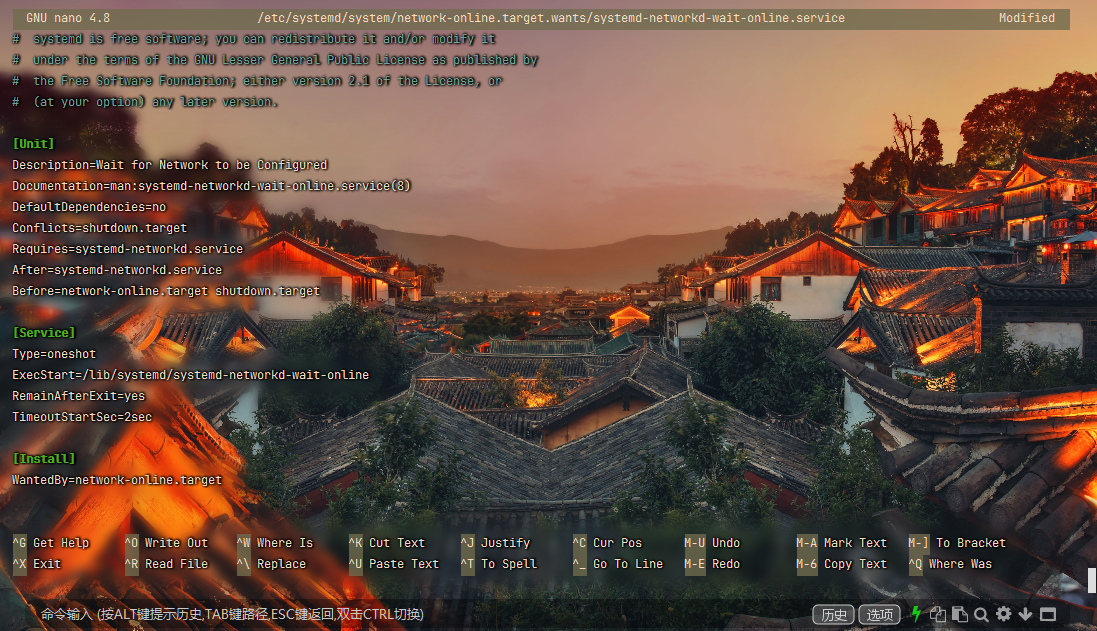 GNU nano 4.8 /etc/systemd/system/network-online.target.wants/systemd-networkd-wait-online.service Modified
#  systemd is free software; you can redistribute it and/or modify it
#  under the terms of the GNU Lesser General Public License as published by
#  the Free Software Foundation; either version 2.1 of the License, or
#  (at your option) any later version.
[Unit]
Description=Wait for Network to be Configured
Documentation=man:systemd-networkd-wait-online.service(8)
DefaultDependencies=no
Conflicts=shutdown.target
Requires=systemd-networkd.service
After=systemd-networkd.service
Before=network-online.target shutdown.target
[Service]
Type=oneshot
ExecStart=/lib/systemd/systemd-networkd-wait-online
RemainAfterExit=yes
TimeoutStartSec=2sec
[Install]
WantedBy=network-online.target
^G Get Help ^O Write Out ^W Where Is ^K Cut Text ^J Justify ^C Cur Pos M-U Undo M-A Mark Text M-] To Bracket
^X Exit ^R Read File ^\ Replace ^U Paste Text ^T To Spell ^_ Go To Line M-E Redo M-6 Copy Text ^Q Where Was
命令输入 (按ALT键提示历史,TAB键路径,ESC键返回,双击CTRL切换) 历史 选项